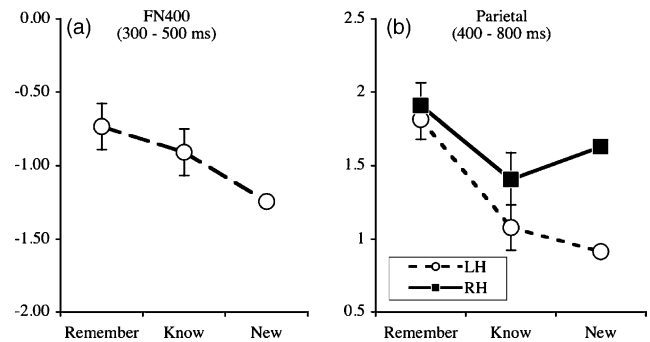 (a)
FN400
(300 - 500 ms)
0.00
-0.50
-1.00
-1.50
-2.00
Remember
Know
New
(b)
Parietal
(400 - 800 ms)
2.5
2
1.5
1
0.5
LH
RH
Remember
Know
New